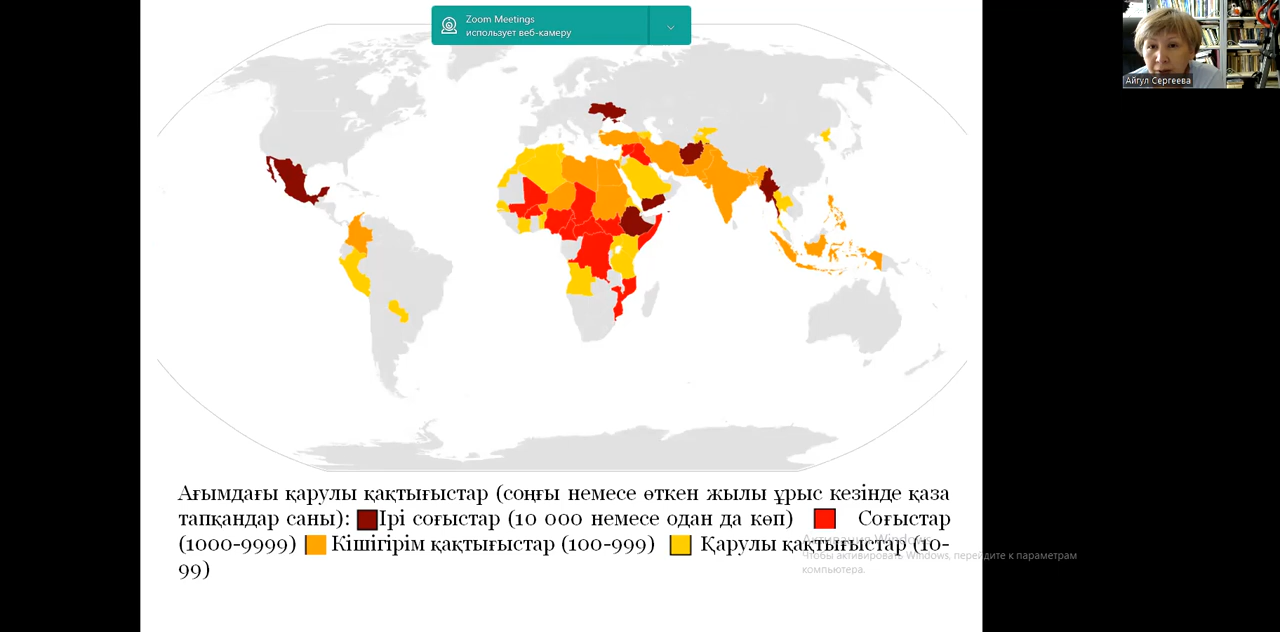 Zoom Meetings
использует веб-камеру
Айгул Сергеева
Ағымдағы қарулы қақтығыстар (соңғы немесе өткен жылы ұрыс кезінде қаза
тапқандар саны): Ірі соғыстар (10 000 немесе одан да көп) Соғыстар
(1000-9999) Кішігірім қақтығыстар (100-999) Қарулы қақтығыстар (10-
99)
Активация Windows
Чтобы активировать Windows, перейдите к параметрам
компьютера.